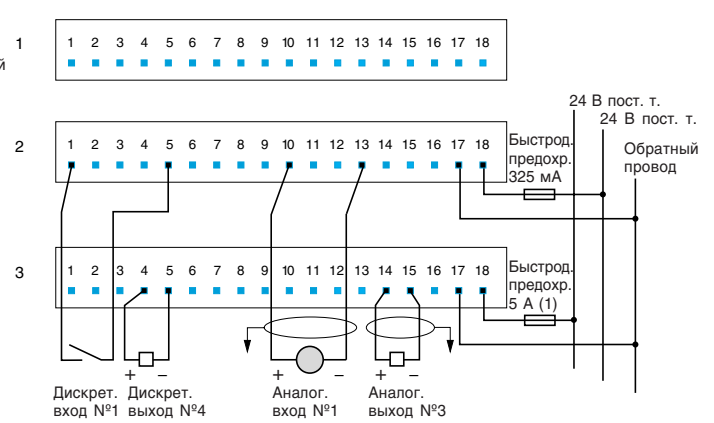 1
й
1 2 3 4 5 6 7 8 9 10 11 12 13 14 15 16 17 18
24 В пост. т.
24 В пост. т.
2
1 2 3 4 5 6 7 8 9 10 11 12 13 14 15 16 17 18
Быстрод.
предохр.
325 мА
Обратный
провод
3
1 2 3 4 5 6 7 8 9 10 11 12 13 14 15 16 17 18
Быстрод.
предохр.
5 А (1)
+ –
+ –
+ –
Дискрет.
вход №1
Дискрет.
выход №4
Аналог.
вход №1
Аналог.
выход №3